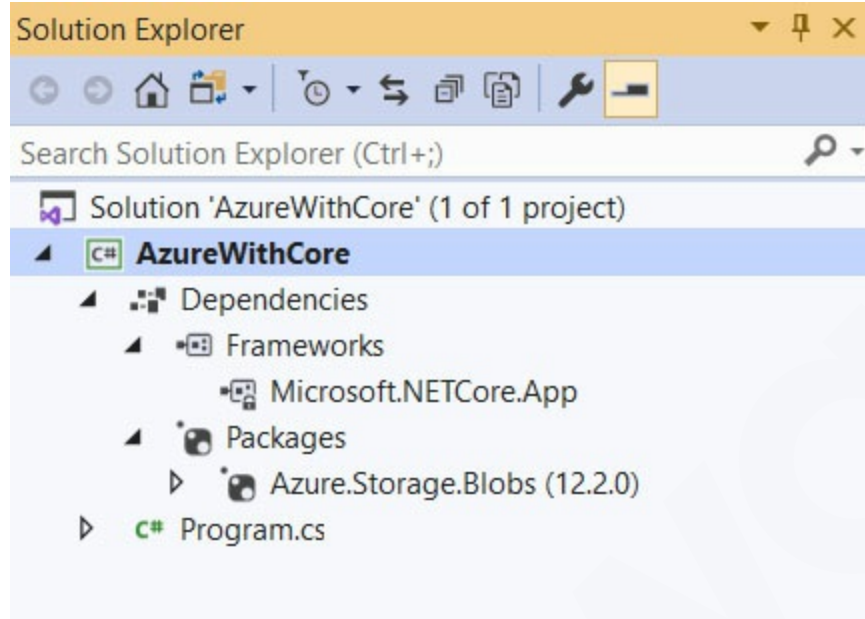 Solution Explorer
Search Solution Explorer (Ctrl+;)
Solution 'AzureWithCore' (1 of 1 project)
C# AzureWithCore
Dependencies
Frameworks
Microsoft.NETCore.App
Packages
Azure.Storage.Blobs (12.2.0)
C# Program.cs